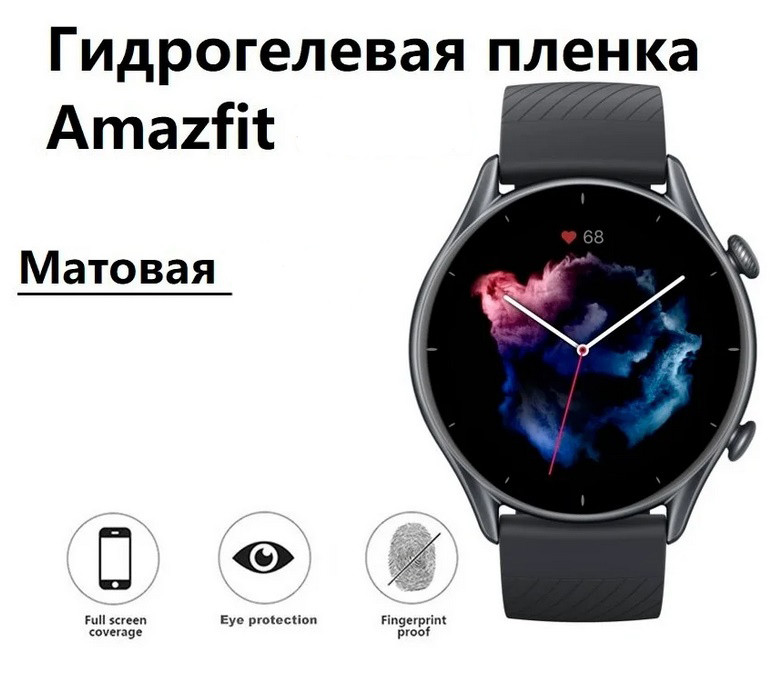 Гидрогелевая пленка
Amazfit
Матовая
68
Full screen
coverage
Eye protection
Fingerprint
proof